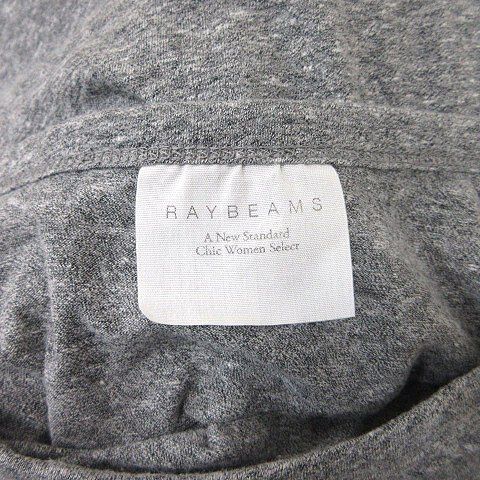 RAYBEAMS
A New Standard
Chic Women Select